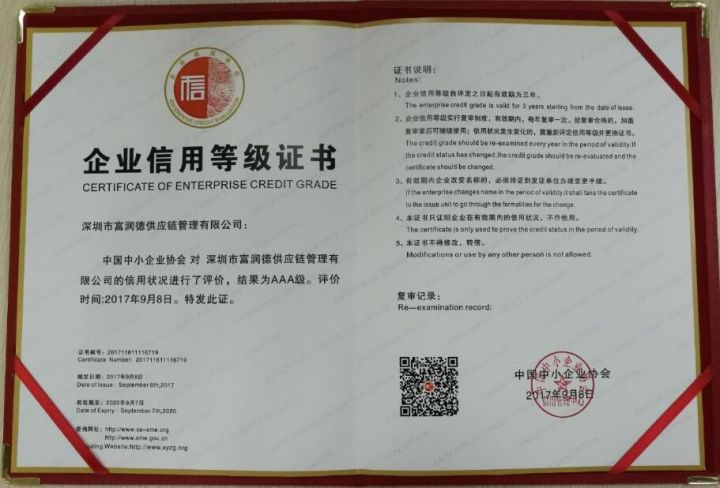 企业信用评价
信
ENTERPRISE CREDIT EVALUATION
企业信用等级证书
CERTIFICATE OF ENTERPRISE CREDIT GRADE
深圳市富润德供应链管理有限公司：
中国中小企业协会 对 深圳市富润德供应链管理有
限公司的信用状况进行了评价，结果为AAA级。评价
时间:2017年9月8日。特发此证。
证书编号: 201711611116719
Certificate Number: 201711611116719
颁发日期: 2017年9月8日
Date of Issue: September 8th,2017
有效期至: 2020年9月7日
Date of Expiry: September 7th,2020
查询网址: http://www.ca-sme.org
http://www.sme.gov.cn
Website:http://www.xyzg.org
证书说明:
Notes:
1、企业信用等级自评定之日起有效期为三年。
The enterprise credit grade is valid for 3 years starting from the date of issue.
2、企业信用等级实行复审制度，有效期内，每年复审一次。经复审合格的，加盖
复审章后可继续使用；信用状况发生变化的，需重新评定信用等级并更换证书。
The credit grade should be re-examined every year in the period of validity.If
the credit status has changed,the credit grade should be re-evaluated and the
certificate should be changed.
3、有效期内企业改变名称的，必须持证到发证单位办理变更手续。
If the enterprise changes name in the period of validity it shall take the certificate
to the issue unit to go through the formalities for the change.
4、本证书只证明企业在有效期内的信用状况，不作他用。
The certificate is only used to prove the credit status in the period of validity.
5、本证书不得修改，转借。
Modifications or use by any other person is not allowed.
复审记录:
Re—examination record:
中国中小企业协会
2017年9月8日